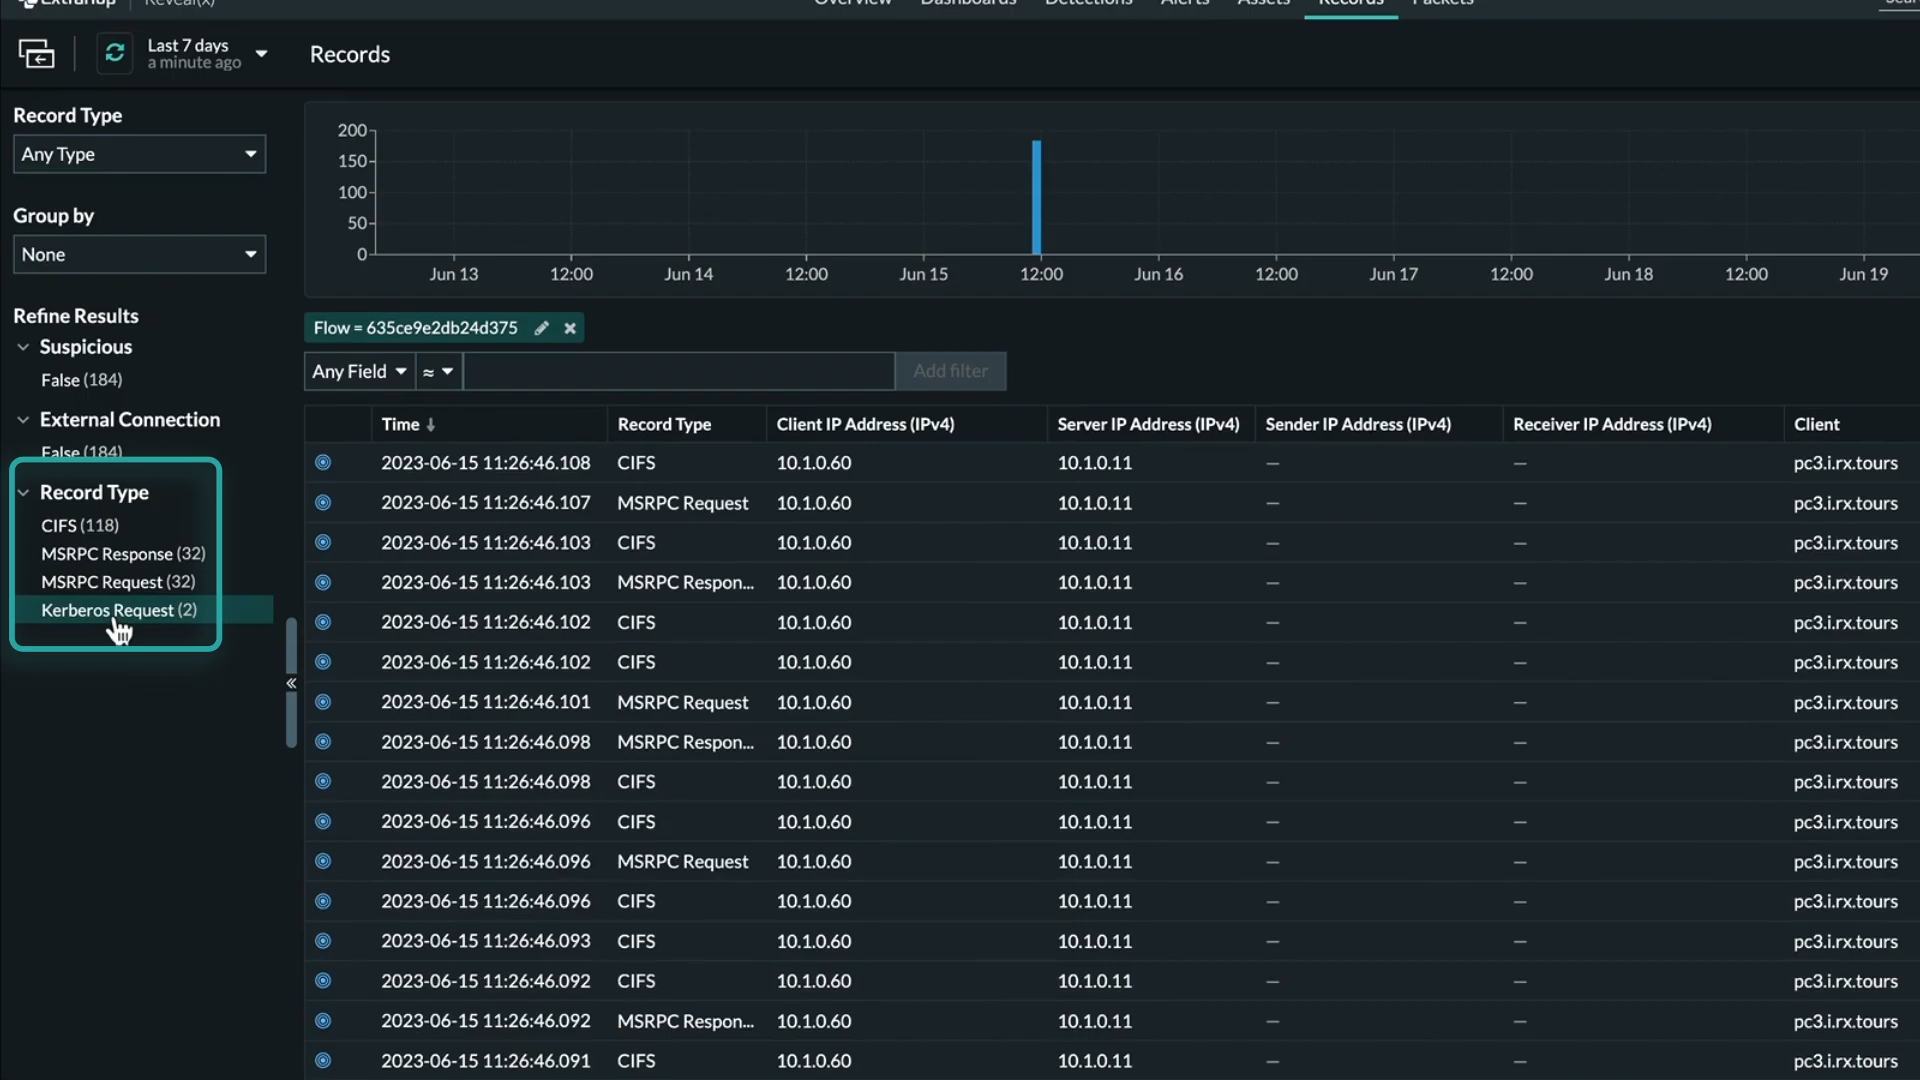 ExtraHop Reveal(x) Overview Dashboards Detections Alerts Assets Records Packets
Last 7 days
a minute ago
Records
Record Type
Any Type
Group by
None
Refine Results
Suspicious
False (184)
External Connection
False (184)
Record Type
CIFS (118)
MSRPC Response (32)
MSRPC Request (32)
Kerberos Request (2)
200
150
100
50
0
Jun 13 12:00 Jun 14 12:00 Jun 15 12:00 Jun 16 12:00 Jun 17 12:00 Jun 18 12:00 Jun 19
Flow = 635ce9e2db24d375
Any Field ≈ Add filter
Time ↓ Record Type Client IP Address (IPv4) Server IP Address (IPv4) Sender IP Address (IPv4) Receiver IP Address (IPv4) Client
2023-06-15 11:26:46.108 CIFS 10.1.0.60 10.1.0.11 — — pc3.i.rx.tours
2023-06-15 11:26:46.107 MSRPC Request 10.1.0.60 10.1.0.11 — — pc3.i.rx.tours
2023-06-15 11:26:46.103 CIFS 10.1.0.60 10.1.0.11 — — pc3.i.rx.tours
2023-06-15 11:26:46.103 MSRPC Respon... 10.1.0.60 10.1.0.11 — — pc3.i.rx.tours
2023-06-15 11:26:46.102 CIFS 10.1.0.60 10.1.0.11 — — pc3.i.rx.tours
2023-06-15 11:26:46.102 CIFS 10.1.0.60 10.1.0.11 — — pc3.i.rx.tours
2023-06-15 11:26:46.101 MSRPC Request 10.1.0.60 10.1.0.11 — — pc3.i.rx.tours
2023-06-15 11:26:46.098 MSRPC Respon... 10.1.0.60 10.1.0.11 — — pc3.i.rx.tours
2023-06-15 11:26:46.098 CIFS 10.1.0.60 10.1.0.11 — — pc3.i.rx.tours
2023-06-15 11:26:46.096 CIFS 10.1.0.60 10.1.0.11 — — pc3.i.rx.tours
2023-06-15 11:26:46.096 MSRPC Request 10.1.0.60 10.1.0.11 — — pc3.i.rx.tours
2023-06-15 11:26:46.096 CIFS 10.1.0.60 10.1.0.11 — — pc3.i.rx.tours
2023-06-15 11:26:46.093 CIFS 10.1.0.60 10.1.0.11 — — pc3.i.rx.tours
2023-06-15 11:26:46.092 CIFS 10.1.0.60 10.1.0.11 — — pc3.i.rx.tours
2023-06-15 11:26:46.092 MSRPC Respon... 10.1.0.60 10.1.0.11 — — pc3.i.rx.tours
2023-06-15 11:26:46.091 CIFS 10.1.0.60 10.1.0.11 — — pc3.i.rx.tours